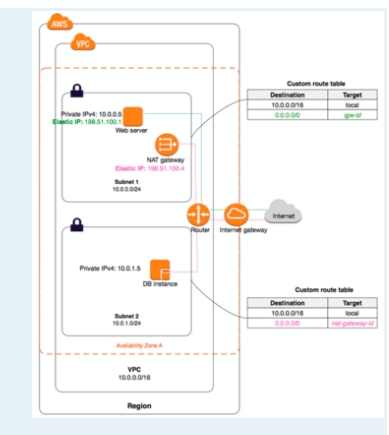 AWS
VPC
Private IPv4: 10.0.0.5
Elastic IP: 198.51.100.1
Web server
NAT gateway
Elastic IP: 198.51.100.4
Subnet 1
10.0.0.0/24
Custom route table
Destination Target
10.0.0.0/16 local
0.0.0.0/0 igw-id
Router
Internet gateway
Internet
Private IPv4: 10.0.1.5
DB instance
Subnet 2
10.0.1.0/24
Custom route table
Destination Target
10.0.0.0/16 local
0.0.0.0/0 nat-gateway-id
Availability Zone A
VPC
10.0.0.0/16
Region